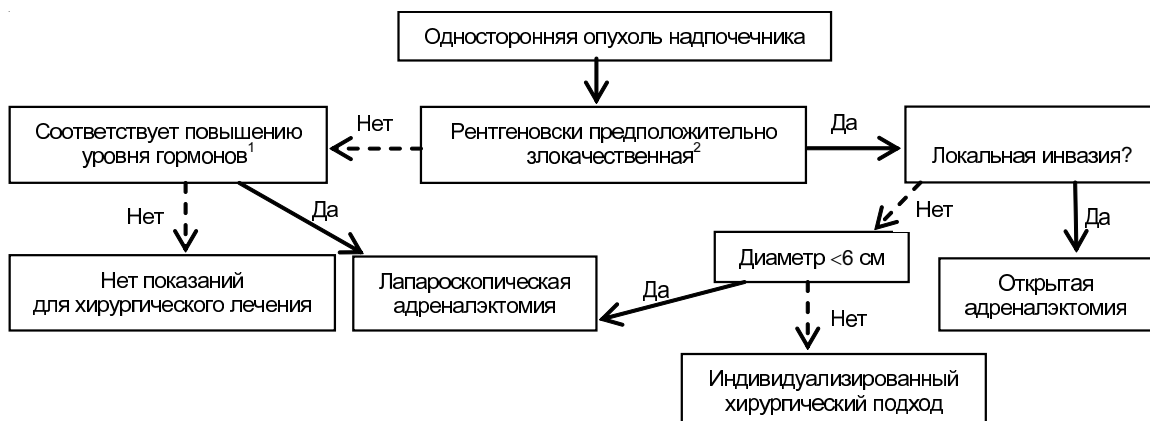 Односторонняя опухоль надпочечника
Соответствует повышению
уровня гормонов¹
Нет
Рентгеновски предположительно
злокачественная²
Да
Локальная инвазия?
Нет
Да
Нет
Да
Диаметр <6 см
Нет показаний
для хирургического лечения
Лапароскопическая
адреналэктомия
Да
Нет
Открытая
адреналэктомия
Индивидуализированный
хирургический подход